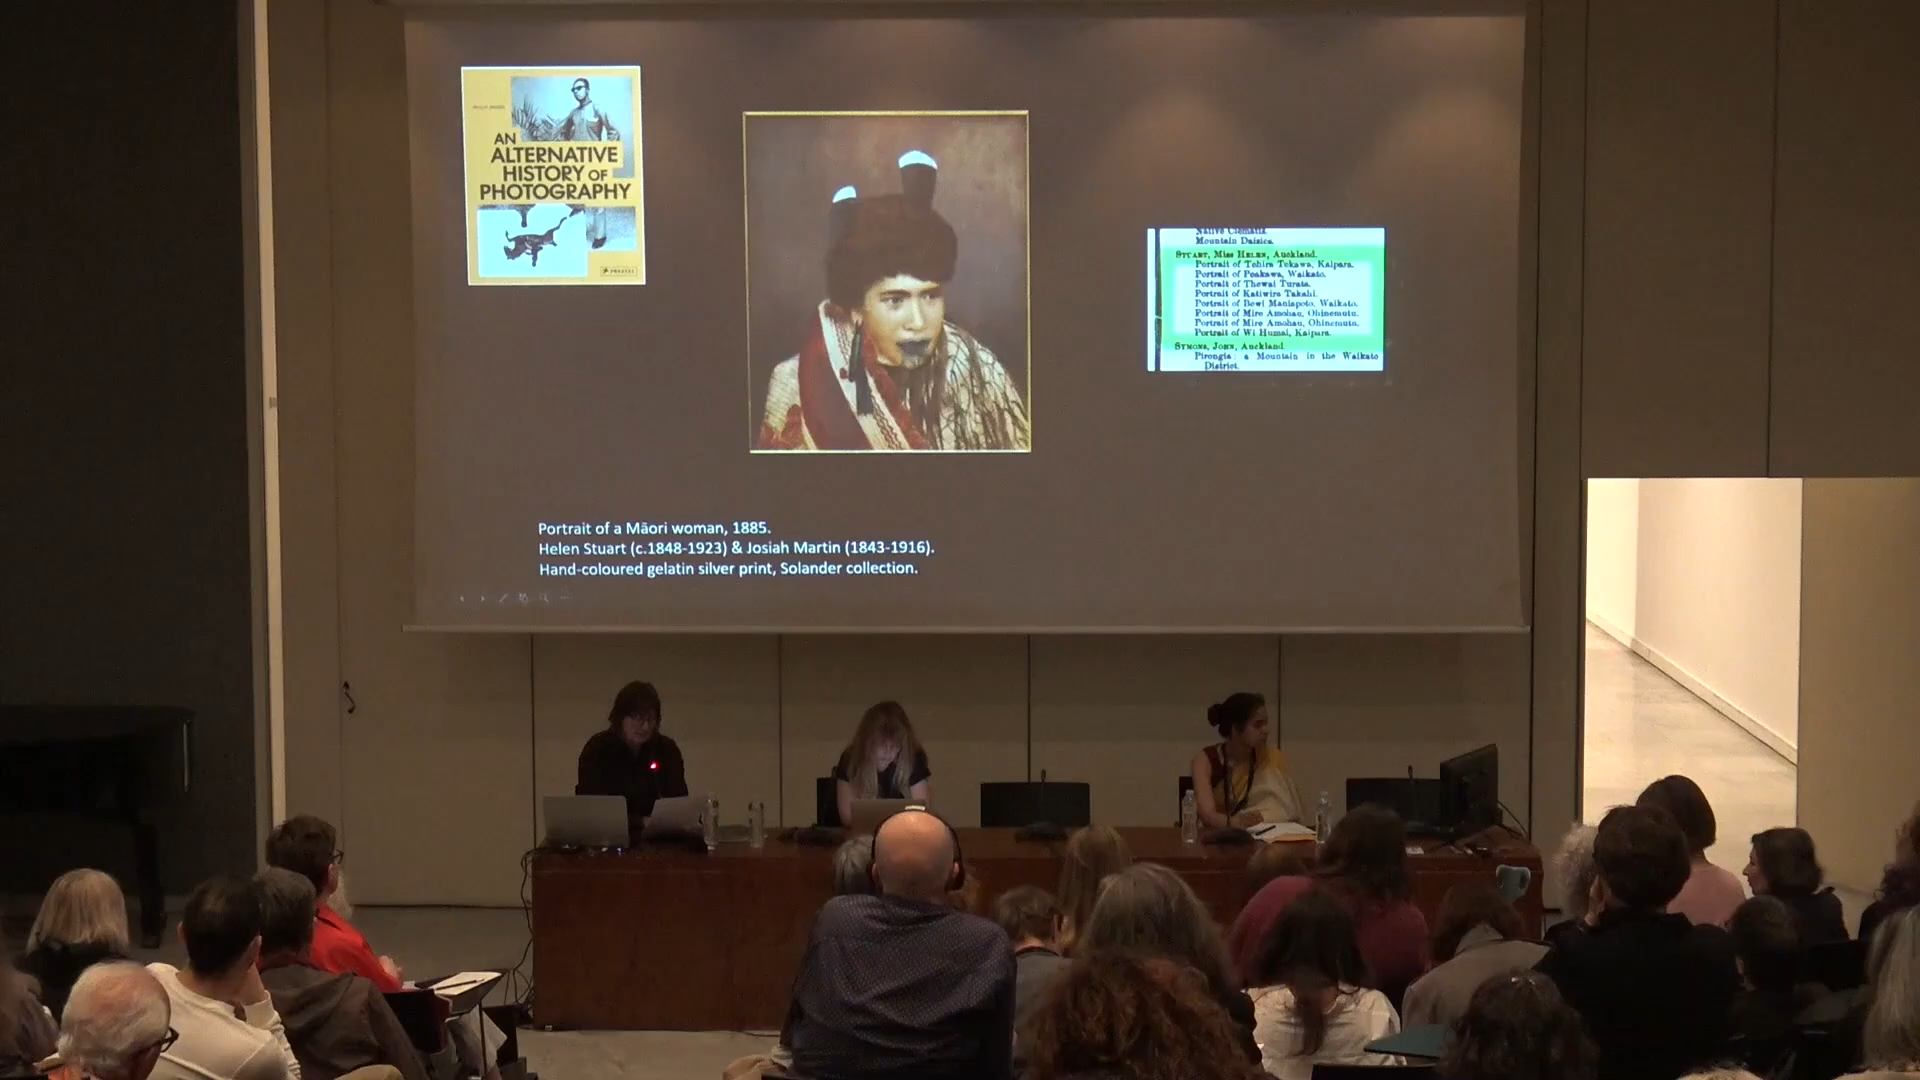 AN
ALTERNATIVE
HISTORY OF
PHOTOGRAPHY
PRESTEL
Native Clematis
Mountain Daisies.
STUART, Miss HELEN, Auckland.
Portrait of Tehira Tekawa, Kaipara.
Portrait of Peakawa, Waikato.
Portrait of Thewai Turata.
Portrait of Katiwira Takahi.
Portrait of Rewi Maniapoto, Waikato.
Portrait of Mire Amohau, Ohinemutu.
Portrait of Mire Amohau, Ohinemutu.
Portrait of Wi Humai, Kaipara.
SYMONS, JOHN, Auckland.
Pirongia: a Mountain in the Waikato
District.
Portrait of a Māori woman, 1885.
Helen Stuart (c.1848-1923) & Josiah Martin (1843-1916).
Hand-coloured gelatin silver print, Solander collection.